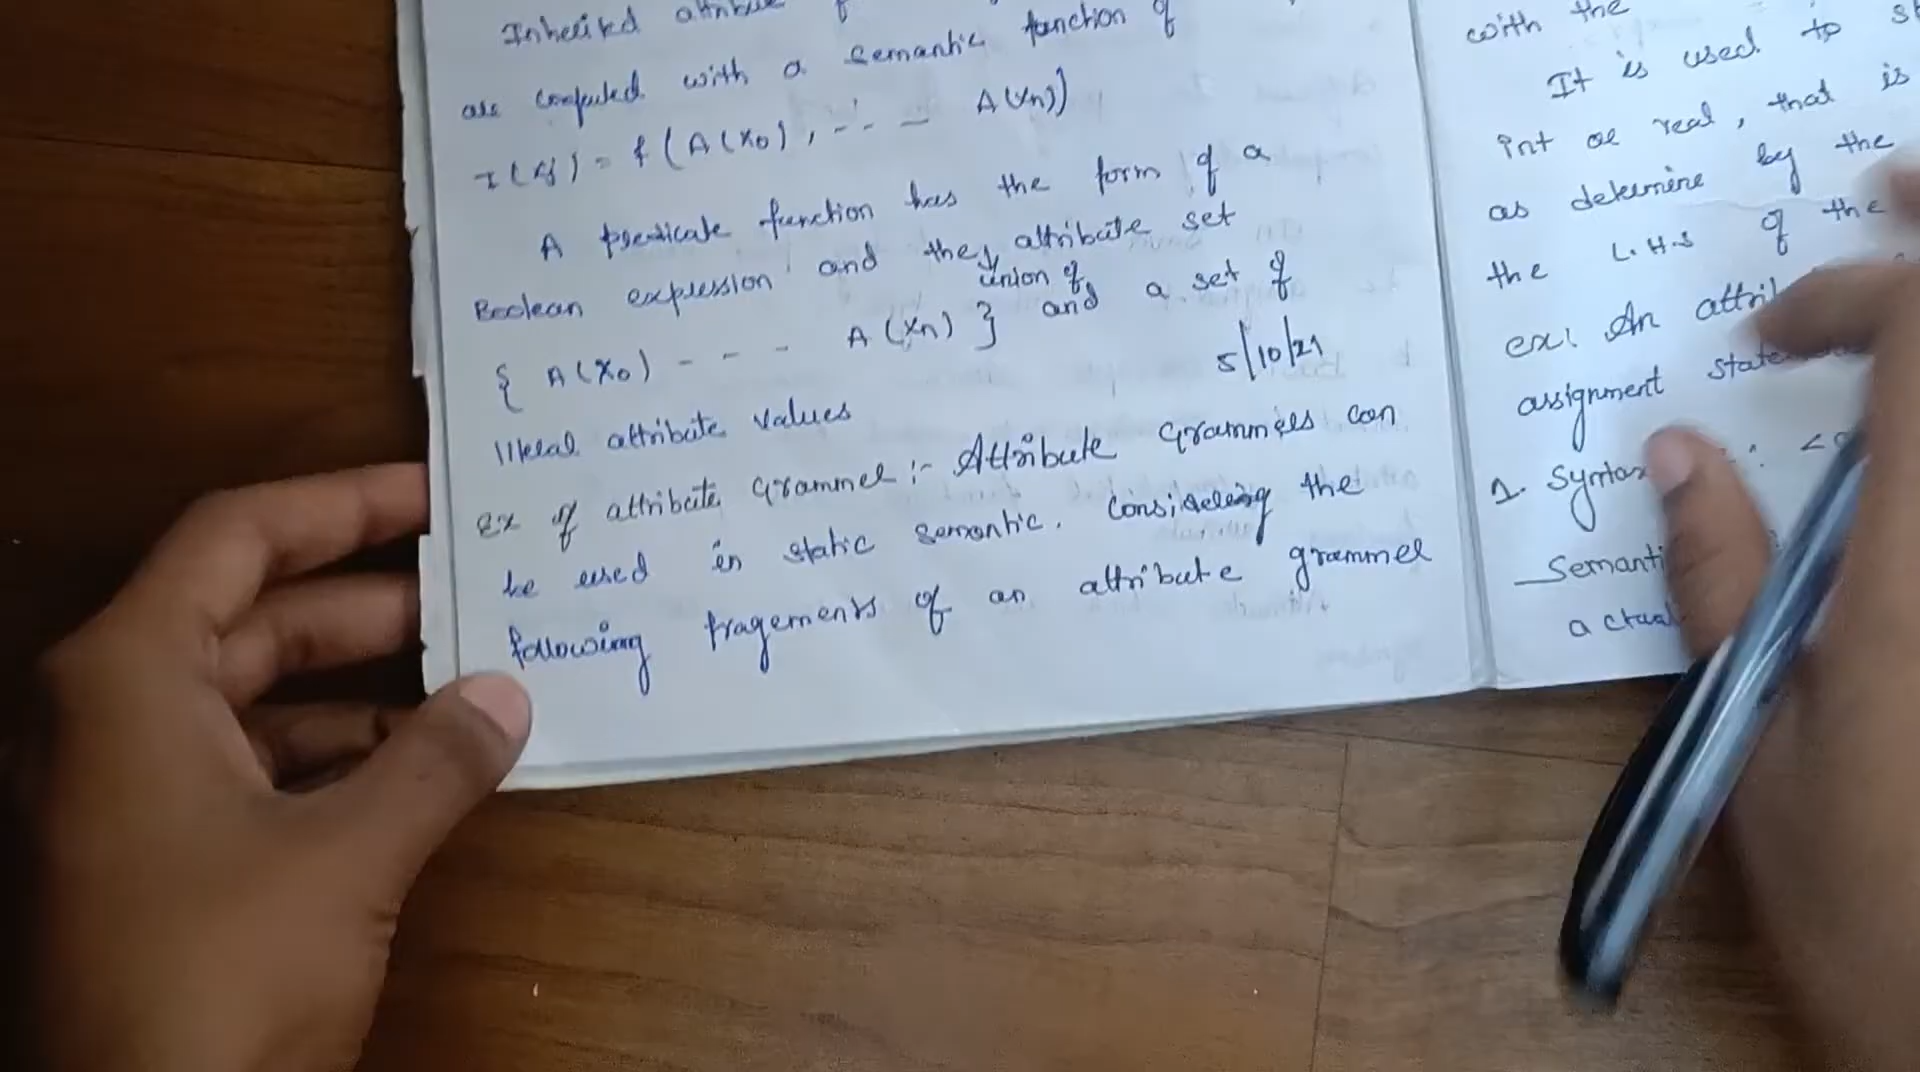 Inherited attribute of
are computed with a semantic function of
I(Xj) = f(A(X0), --- A(Xn))
A predicate function has the form of a
Boolean expression and the attribute set
union of
{ A(X0) - - - A(Xn) } and a set of
5/10/21
literal attribute values
Ex of attribute Grammer :- Attribute Grammers can
be used in static semantic. Considering the
following fragements of an attribute grammer
with the
It is used to
int or real, that is
as determine by the
the L.H.S of the
ex: An
assignment
1. Syntax
Semanti
actual